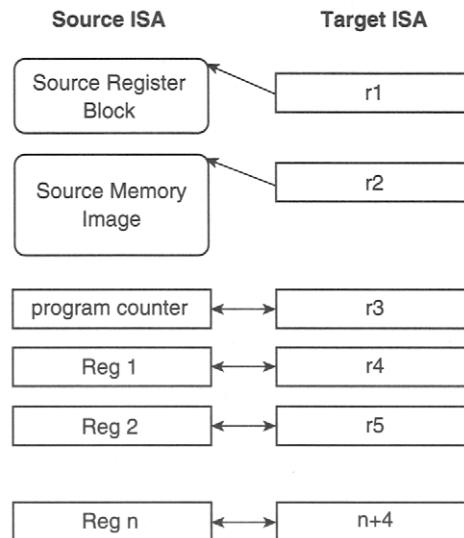 Source ISA Target ISA
Source Register
Block
r1
Source Memory
Image
r2
program counter r3
Reg 1 r4
Reg 2 r5
Reg n n+4